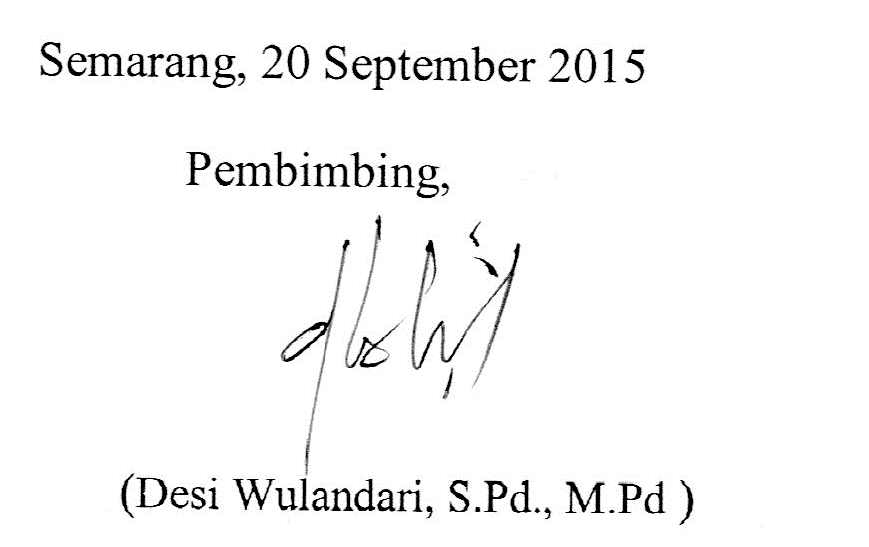 Semarang, 20 September 2015
Pembimbing,
(Desi Wulandari, S.Pd., M.Pd )